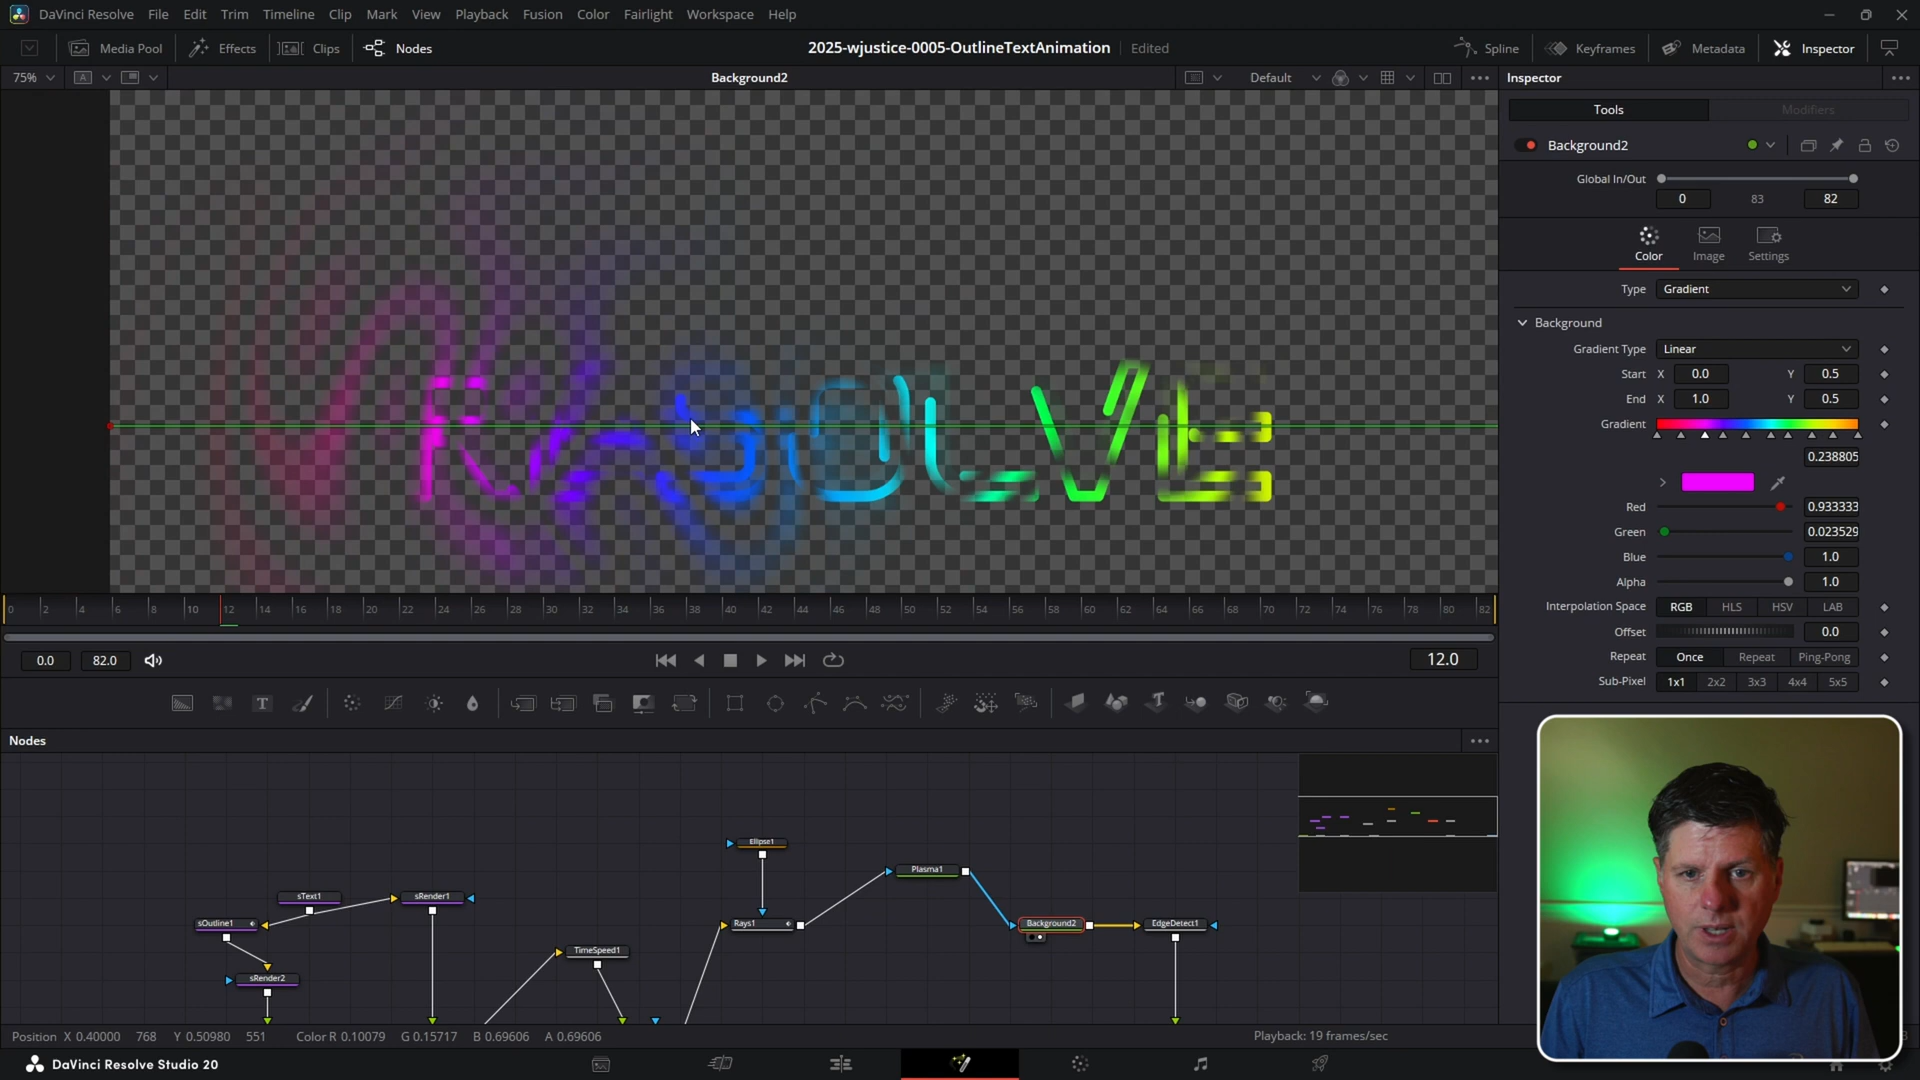 DaVinci Resolve File Edit Trim Timeline Clip Mark View Playback Fusion Color Fairlight Workspace Help
Media Pool Effects Clips Nodes 2025-wjustice-0005-OutlineTextAnimation Edited Spline Keyframes Metadata Inspector
75% A Background2 Default Inspector
Tools Modifiers
Background2
Global In/Out
0 83 82
Color Image Settings
Type Gradient
Background
Gradient Type Linear
Start X 0.0 Y 0.5
End X 1.0 Y 0.5
Gradient
0.238805
Red 0.933333
Green 0.023529
Blue 1.0
Alpha 1.0
Interpolation Space RGB HLS HSV LAB
Offset 0.0
Repeat Once Repeat Ping-Pong
Sub-Pixel 1x1 2x2 3x3 4x4 5x5
ResOLVE
0 2 4 6 8 10 12 14 16 18 20 22 24 26 28 30 32 34 36 38 40 42 44 46 48 50 52 54 56 58 60 62 64 66 68 70 72 74 76 78 80 82
0.0 82.0 12.0
T
Nodes
Ellipse1
Plasma1
sText1 sRender1
sOutline1 Rays1 Background2 EdgeDetect1
TimeSpeed1
sRender2
Position X 0.40000 768 Y 0.50980 551 Color R 0.10079 G 0.15717 B 0.69606 A 0.69606 Playback: 19 frames/sec
DaVinci Resolve Studio 20